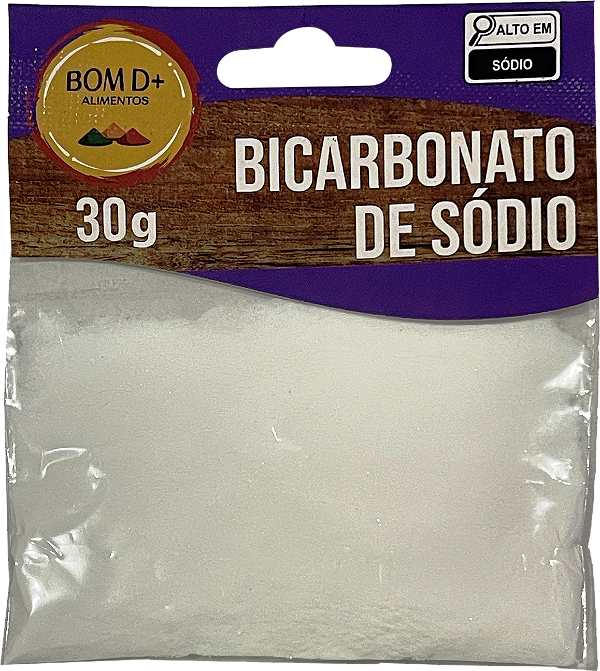 BOM D+
ALIMENTOS
ALTO EM
SÓDIO
BICARBONATO
DE SÓDIO
30g